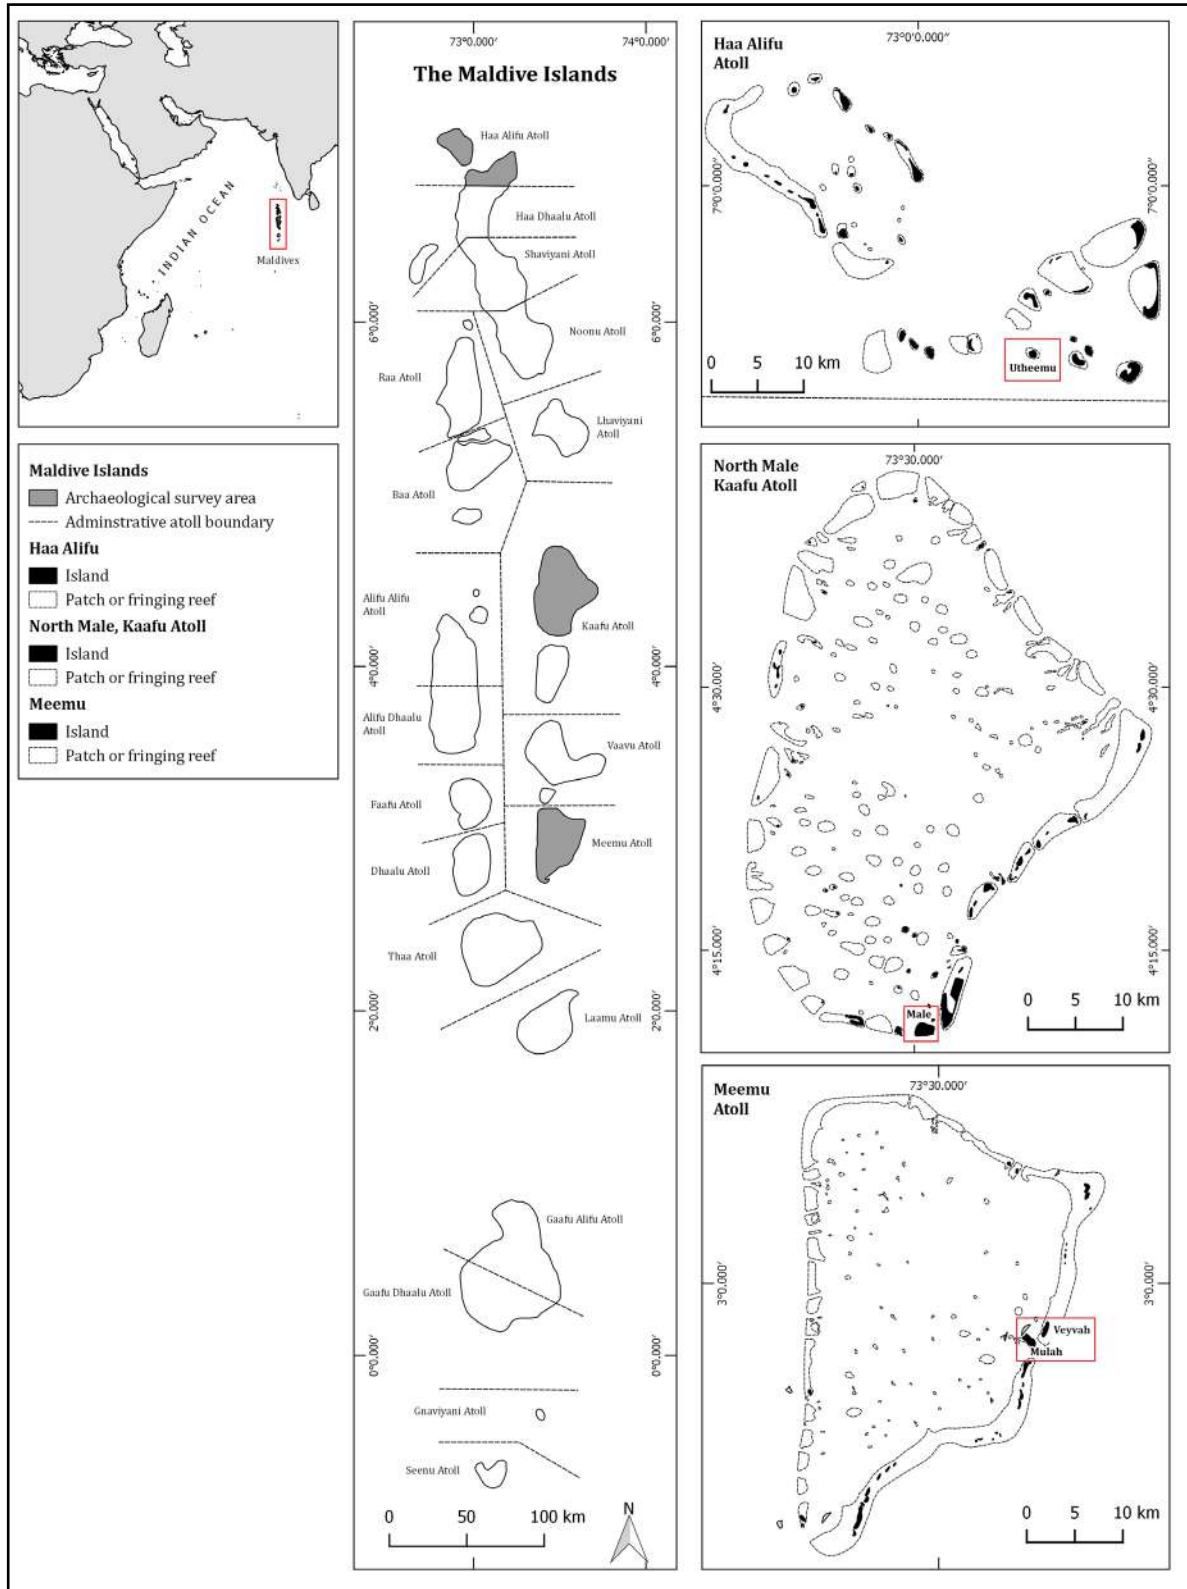 INDIAN OCEAN
Maldives
Maldive Islands
Archaeological survey area
Adminstrative atoll boundary
Haa Alifu
Island
Patch or fringing reef
North Male, Kaafu Atoll
Island
Patch or fringing reef
Meemu
Island
Patch or fringing reef
73°0.000'
74°0.000'
The Maldive Islands
Haa Alifu Atoll
Haa Dhaalu Atoll
Shaviyani Atoll
6°0.000'
6°0.000'
Noonu Atoll
Raa Atoll
Lhaviyani
Atoll
Baa Atoll
Alifu Alifu
Atoll
Kaafu Atoll
4°0.000'
4°0.000'
Alifu Dhaalu
Atoll
Vaavu Atoll
Faafu Atoll
Meemu Atoll
Dhaalu Atoll
Thaa Atoll
2°0.000'
2°0.000'
Laamu Atoll
Gaafu Alifu Atoll
Gaafu Dhaalu Atoll
0°0.000'
0°0.000'
Gnaviyani Atoll
Seenu Atoll
0 50 100 km
N
Haa Alifu
Atoll
73°0'0.000"
7°0'0.000"
7°0'0.000"
0 5 10 km
Utheemu
North Male
Kaafu Atoll
73°30.000'
4°30.000'
4°30.000'
4°15.000'
4°15.000'
Male
0 5 10 km
Meemu
Atoll
73°30.000'
3°0.000'
3°0.000'
Veyvah
Mulah
0 5 10 km